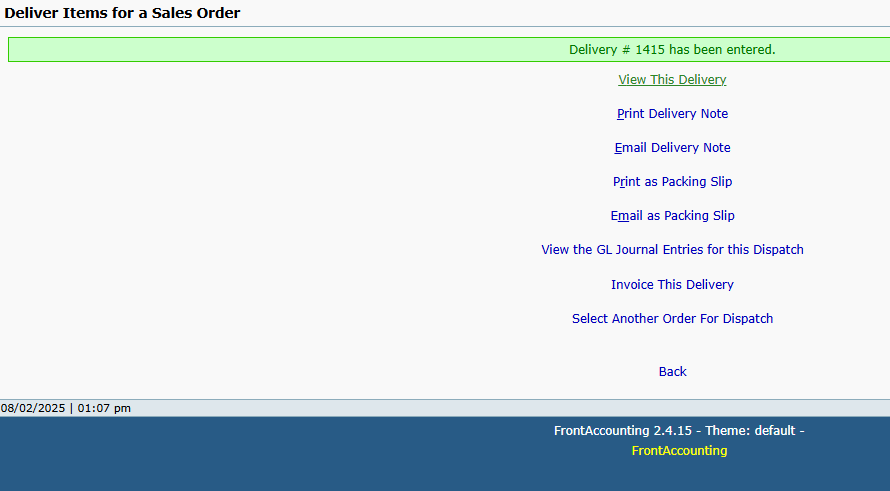 Deliver Items for a Sales Order
Delivery # 1415 has been entered.
View This Delivery
Print Delivery Note
Email Delivery Note
Print as Packing Slip
Email as Packing Slip
View the GL Journal Entries for this Dispatch
Invoice This Delivery
Select Another Order For Dispatch
Back
08/02/2025 | 01:07 pm
FrontAccounting 2.4.15 - Theme: default -
FrontAccounting